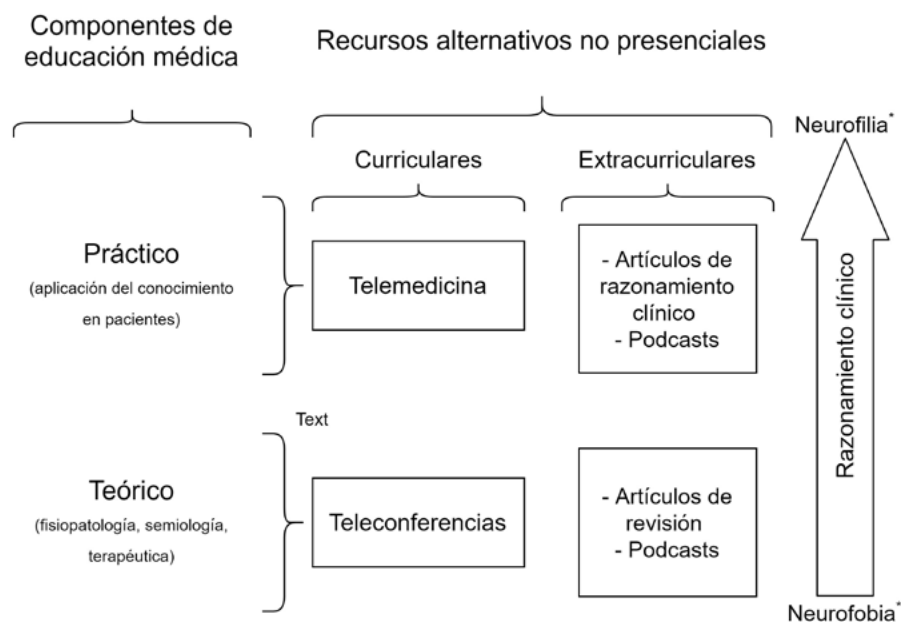 Componentes de
educación médica
Recursos alternativos no presenciales
Curriculares
Extracurriculares
Neurofilia*
Práctico
(aplicación del conocimiento
en pacientes)
Telemedicina
- Artículos de
razonamiento
clínico
- Podcasts
Razonamiento clínico
Text
Teórico
(fisiopatología, semiología,
terapéutica)
Teleconferencias
- Artículos de
revisión
- Podcasts
Neurofobia*